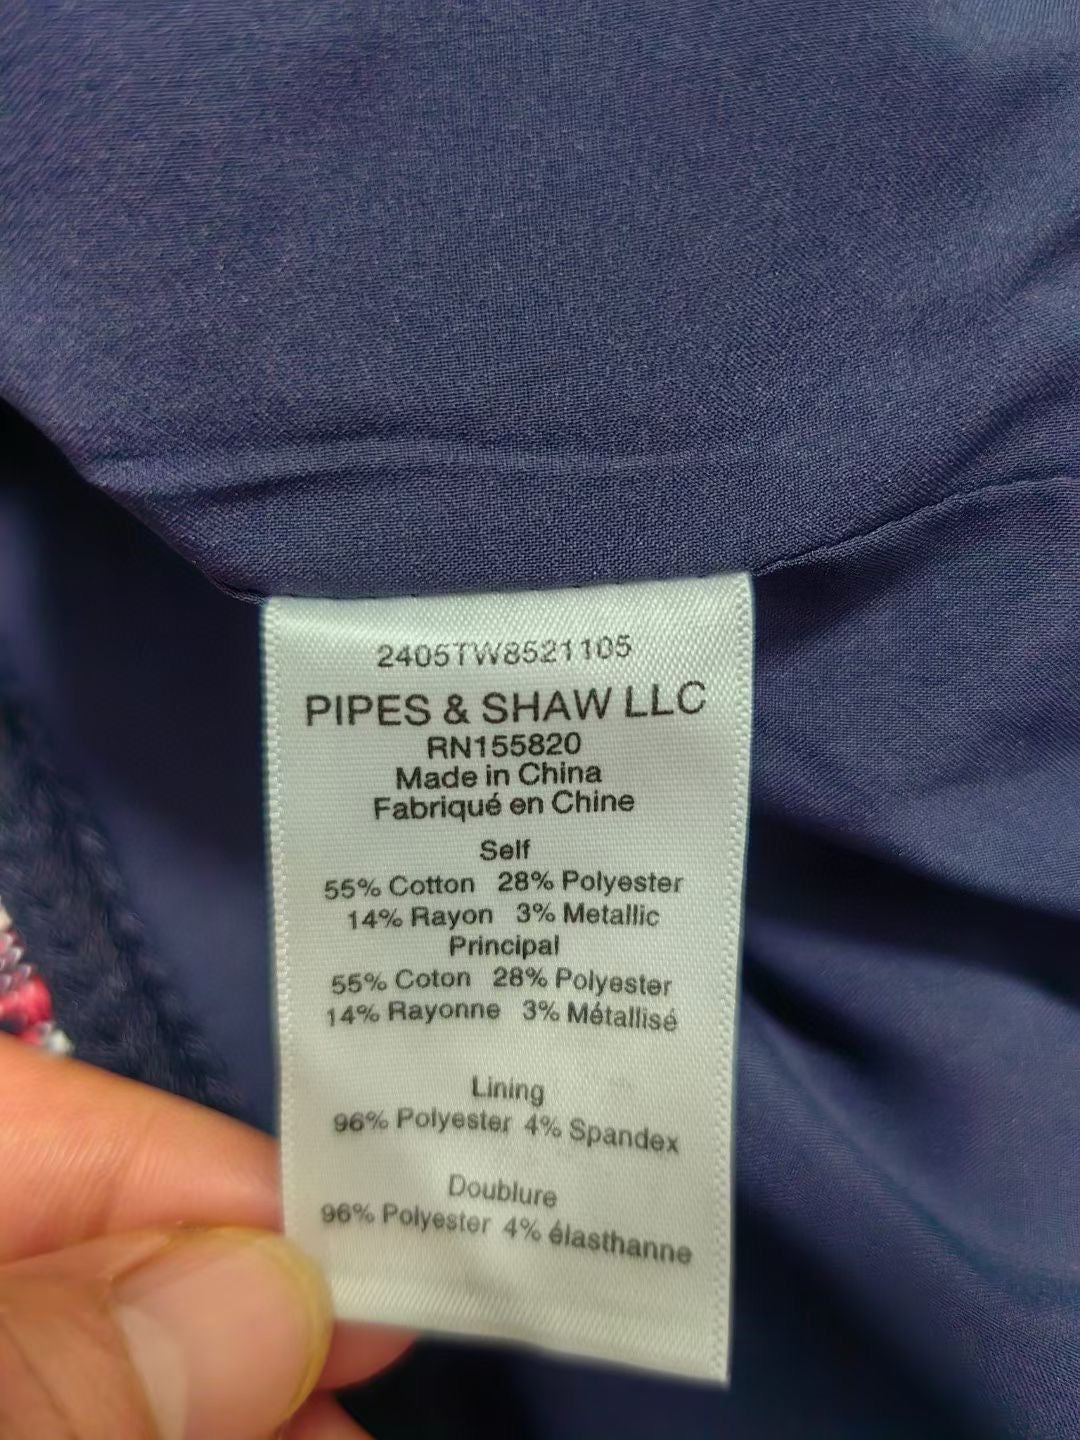 2405TW8521105
PIPES & SHAW LLC
RN155820
Made in China
Fabriqué en Chine
Self
55% Cotton 28% Polyester
14% Rayon 3% Metallic
Principal
55% Coton 28% Polyester
14% Rayonne 3% Métallisé
Lining
96% Polyester 4% Spandex
Doublure
96% Polyester 4% élasthanne